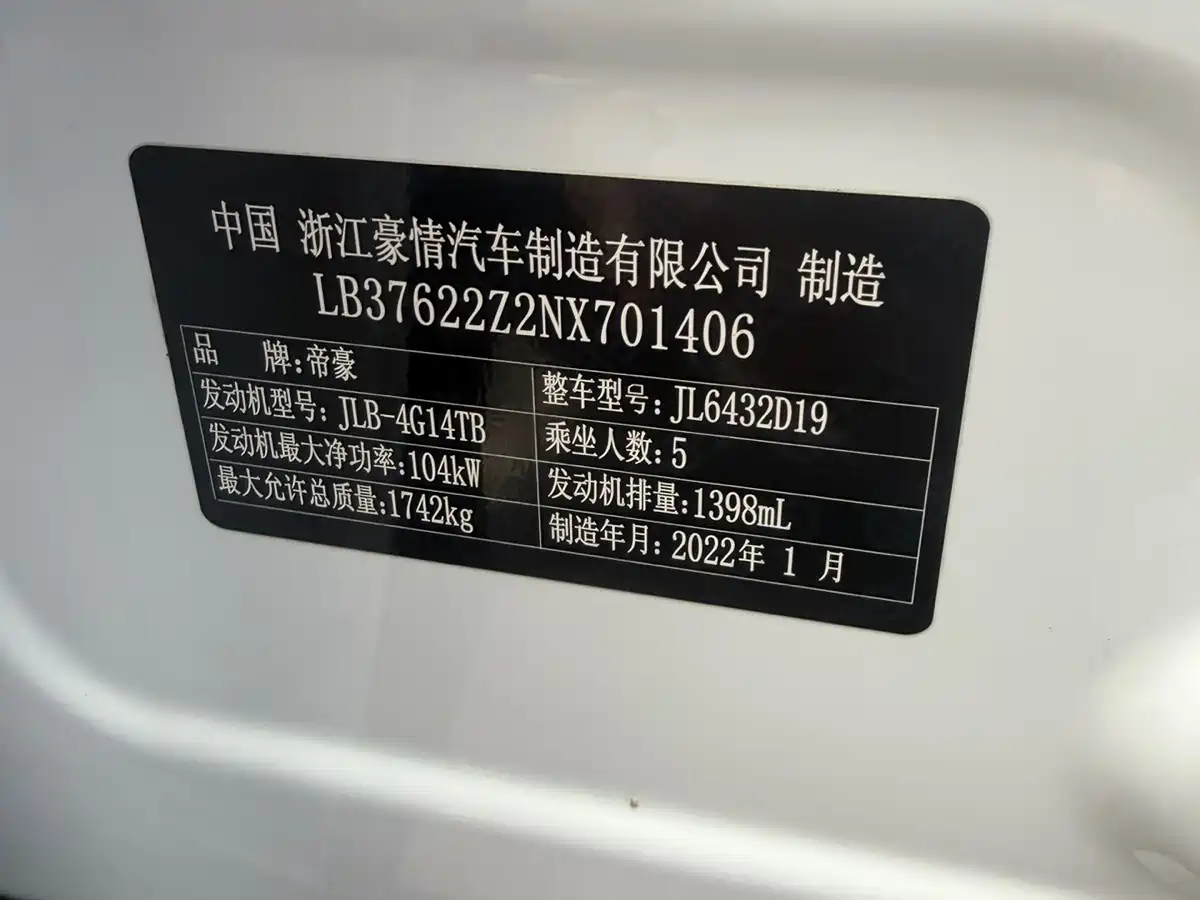 中国 浙江豪情汽车制造有限公司 制造
LB37622Z2NX701406
品 牌:帝豪 整车型号:JL6432D19
发动机型号:JLB-4G14TB 乘坐人数:5
发动机最大净功率:104kW 发动机排量:1398mL
最大允许总质量:1742kg 制造年月:2022年 1 月